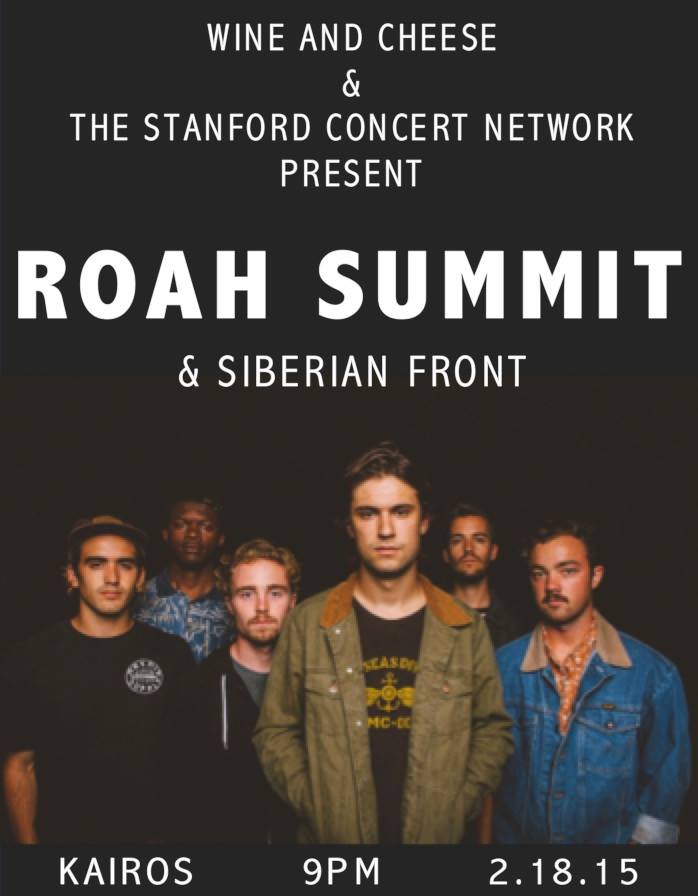 WINE AND CHEESE
&
THE STANFORD CONCERT NETWORK
PRESENT
ROAH SUMMIT
& SIBERIAN FRONT
KAIROS 9PM 2.18.15